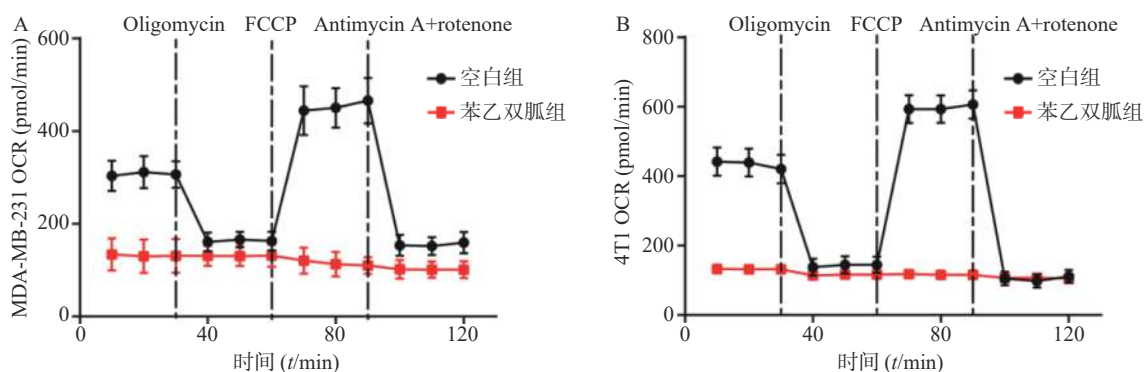 A
Oligomycin FCCP Antimycin A+rotenone
600
400
200
0
MDA-MB-231 OCR (pmol/min)
空白组
苯乙双胍组
0 40 80 120
时间 (t/min)
B
Oligomycin FCCP Antimycin A+rotenone
800
600
400
200
0
4T1 OCR (pmol/min)
空白组
苯乙双胍组
0 40 80 120
时间 (t/min)